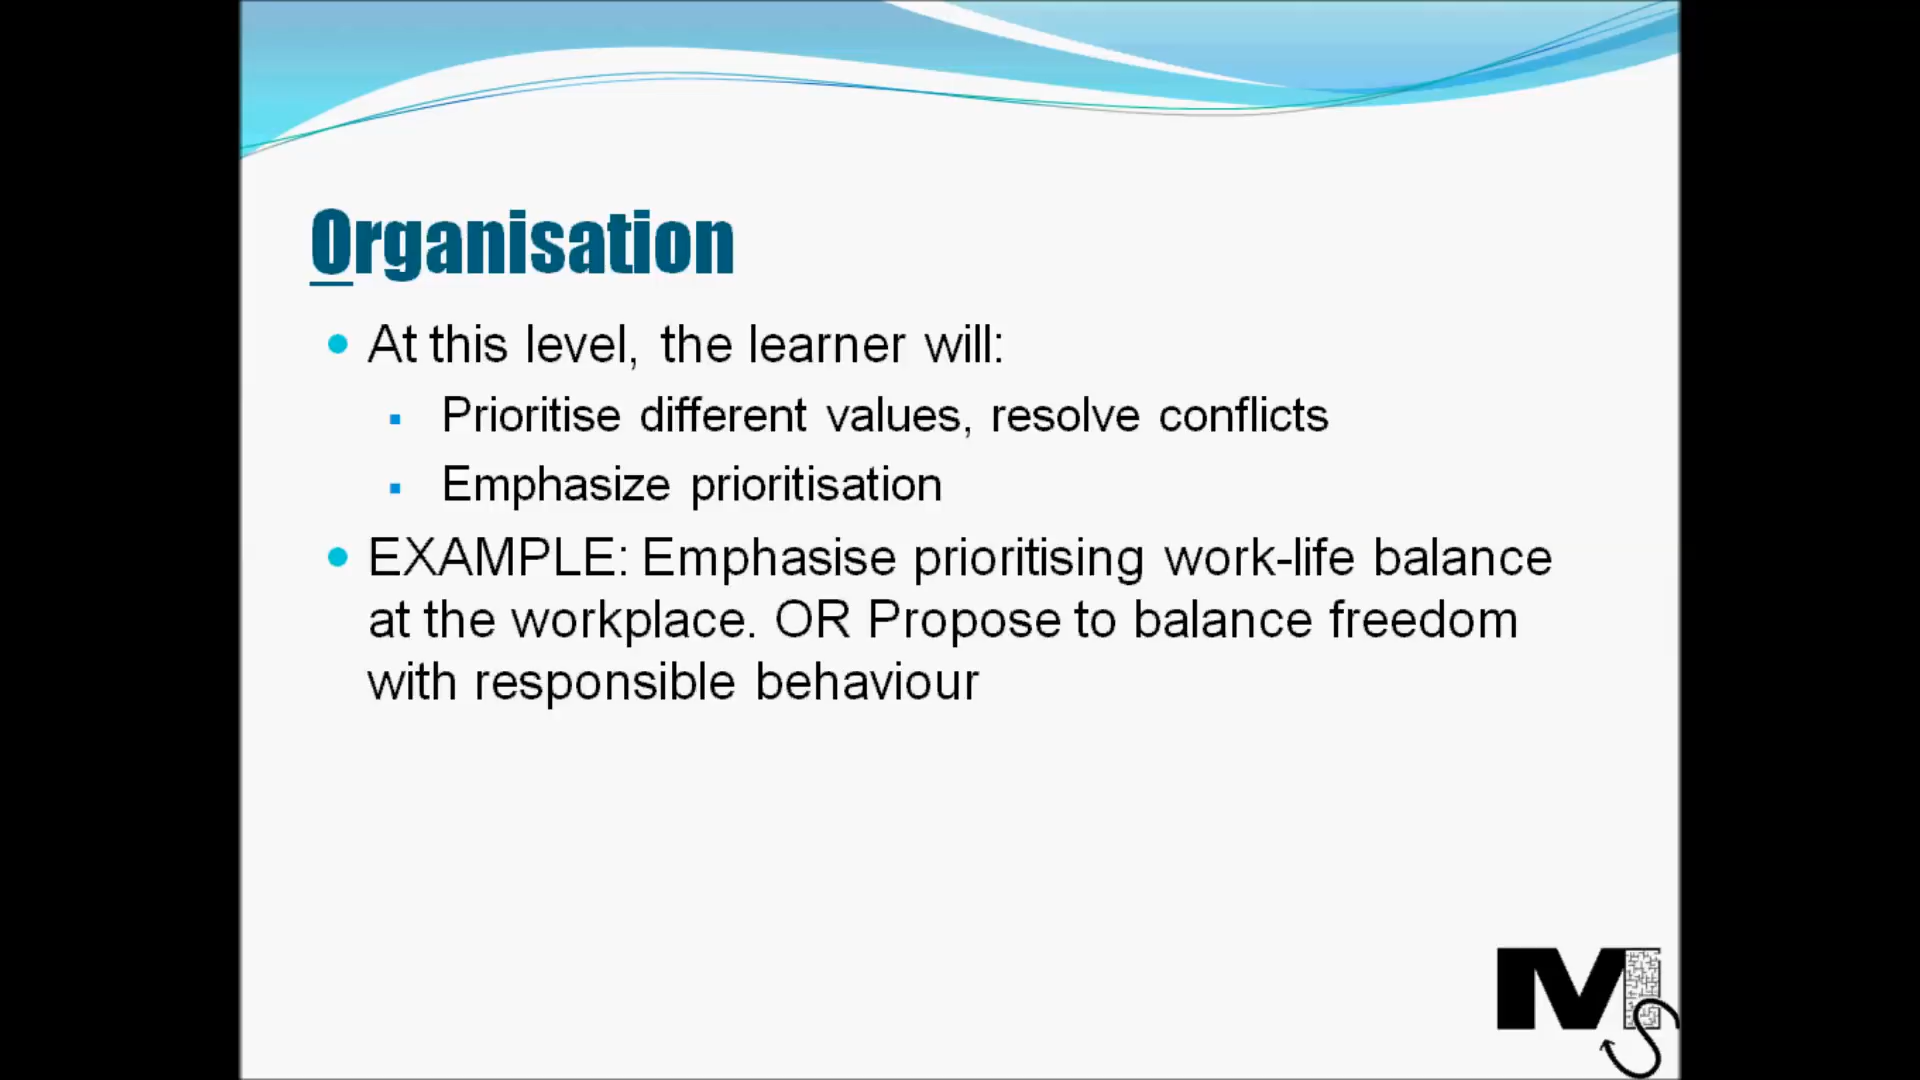 Organisation
At this level, the learner will:
Prioritise different values, resolve conflicts
Emphasize prioritisation
EXAMPLE: Emphasise prioritising work-life balance
at the workplace. OR Propose to balance freedom
with responsible behaviour
M
S